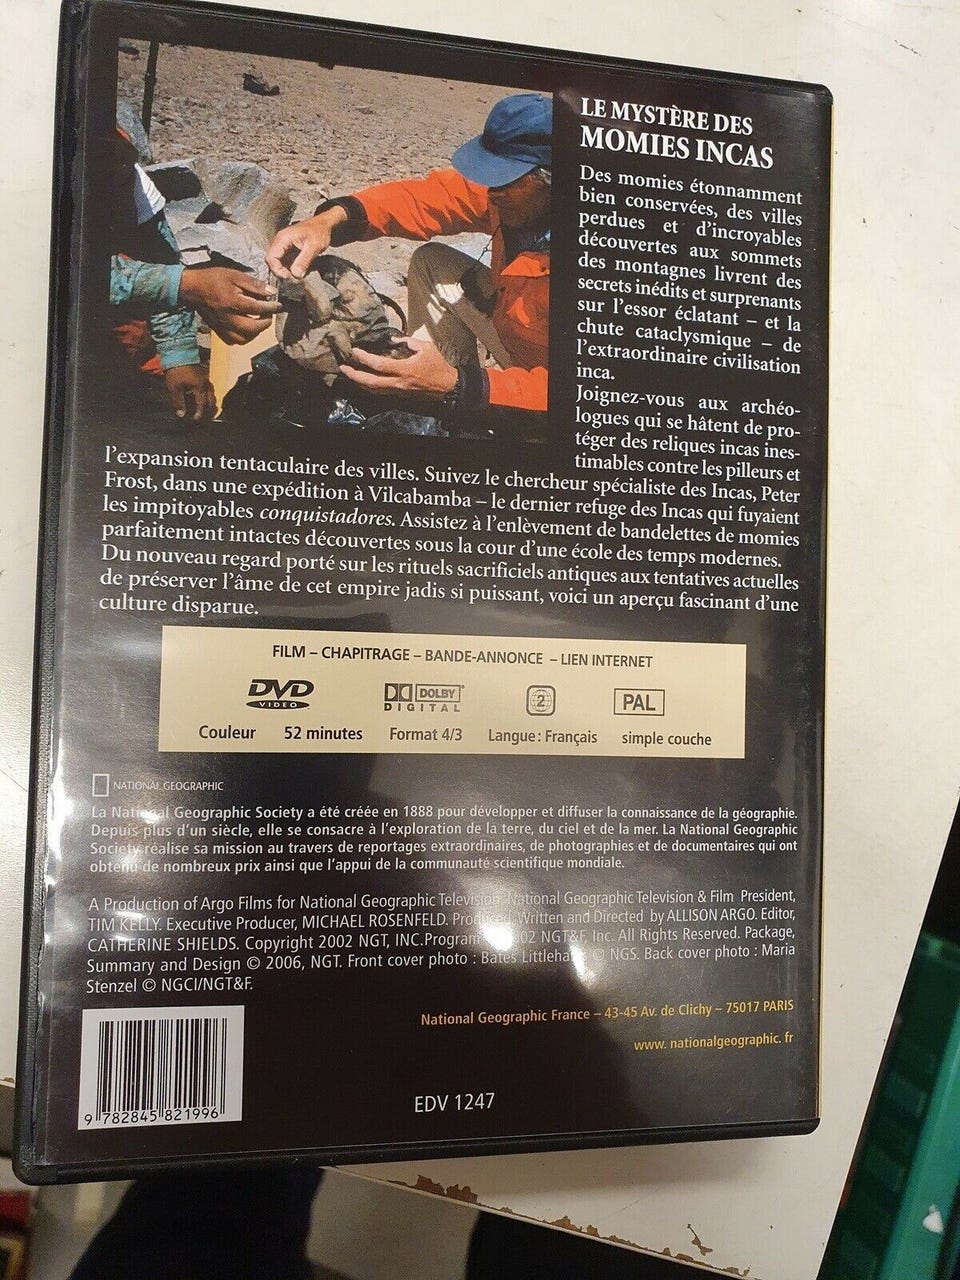 LE MYSTÈRE DES
MOMIES INCAS
Des momies étonnamment
bien conservées, des villes
perdues et d'incroyables
découvertes aux sommets
des montagnes livrent des
secrets inédits et surprenants
sur l'essor éclatant – et la
chute cataclysmique – de
l'extraordinaire civilisation
inca.
Joignez-vous aux archéo-
logues qui se hâtent de pro-
téger des reliques incas ines-
timables contre les pilleurs et
l'expansion tentaculaire des villes. Suivez le chercheur spécialiste des Incas, Peter
Frost, dans une expédition à Vilcabamba – le dernier refuge des Incas qui fuyaient
les impitoyables conquistadores. Assistez à l'enlèvement de bandelettes de momies
parfaitement intactes découvertes sous la cour d'une école des temps modernes.
Du nouveau regard porté sur les rituels sacrificiels antiques aux tentatives actuelles
de préserver l'âme de cet empire jadis si puissant, voici un aperçu fascinant d'une
culture disparue.
FILM – CHAPITRAGE – BANDE-ANNONCE – LIEN INTERNET
DVD VIDEO
DOLBY DIGITAL
2
PAL
Couleur 52 minutes Format 4/3 Langue : Français simple couche
NATIONAL GEOGRAPHIC
La National Geographic Society a été créée en 1888 pour développer et diffuser la connaissance de la géographie.
Depuis plus d'un siècle, elle se consacre à l'exploration de la terre, du ciel et de la mer. La National Geographic
Society réalise sa mission au travers de reportages extraordinaires, de photographies et de documentaires qui ont
obtenu de nombreux prix ainsi que l'appui de la communauté scientifique mondiale.
A Production of Argo Films for National Geographic Television. National Geographic Television & Film President,
TIM KELLY. Executive Producer, MICHAEL ROSENFELD. Produced, Written and Directed by ALLISON ARGO. Editor,
CATHERINE SHIELDS. Copyright 2002 NGT, INC.Program 02 NGT&F, Inc. All Rights Reserved. Package,
Summary and Design © 2006, NGT. Front cover photo : Bates Littlehales © NGS. Back cover photo : Maria
Stenzel © NGCI/NGT&F.
National Geographic France – 43-45 Av. de Clichy – 75017 PARIS
www. nationalgeographic. fr
EDV 1247
9 782845 821996